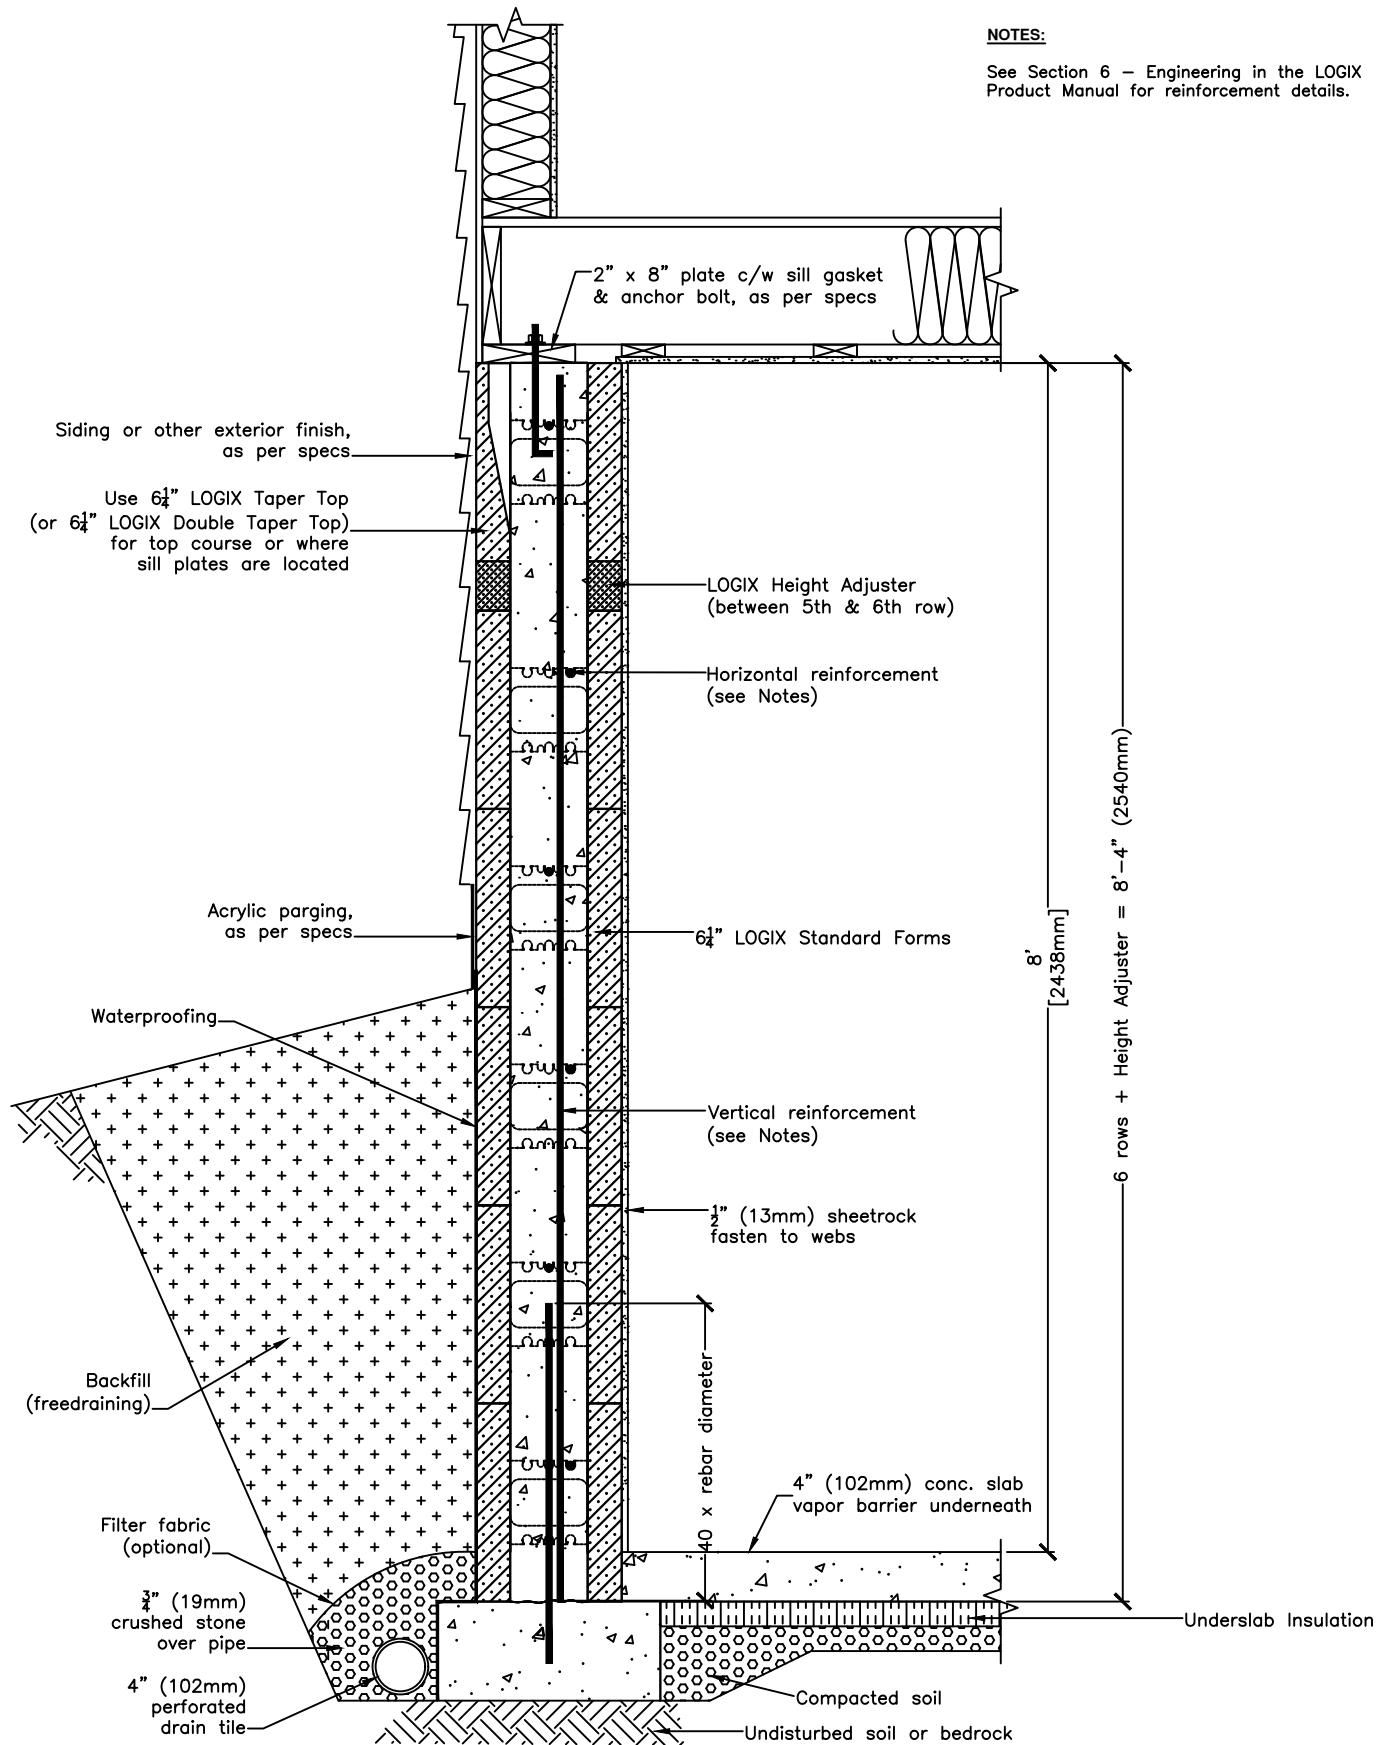 NOTES:
See Section 6 – Engineering in the LOGIX
Product Manual for reinforcement details.
2" x 8" plate c/w sill gasket
& anchor bolt, as per specs
Siding or other exterior finish,
as per specs
Use 6¼" LOGIX Taper Top
(or 6¼" LOGIX Double Taper Top)
for top course or where
sill plates are located
LOGIX Height Adjuster
(between 5th & 6th row)
Horizontal reinforcement
(see Notes)
Acrylic parging,
as per specs
6¼" LOGIX Standard Forms
8'
[2438mm]
6 rows + Height Adjuster = 8'–4" (2540mm)
Waterproofing
Vertical reinforcement
(see Notes)
½" (13mm) sheetrock
fasten to webs
40 x rebar diameter
Backfill
(freedraining)
4" (102mm) conc. slab
vapor barrier underneath
Filter fabric
(optional)
¾" (19mm)
crushed stone
over pipe
4" (102mm)
perforated
drain tile
Underslab Insulation
Compacted soil
Undisturbed soil or bedrock